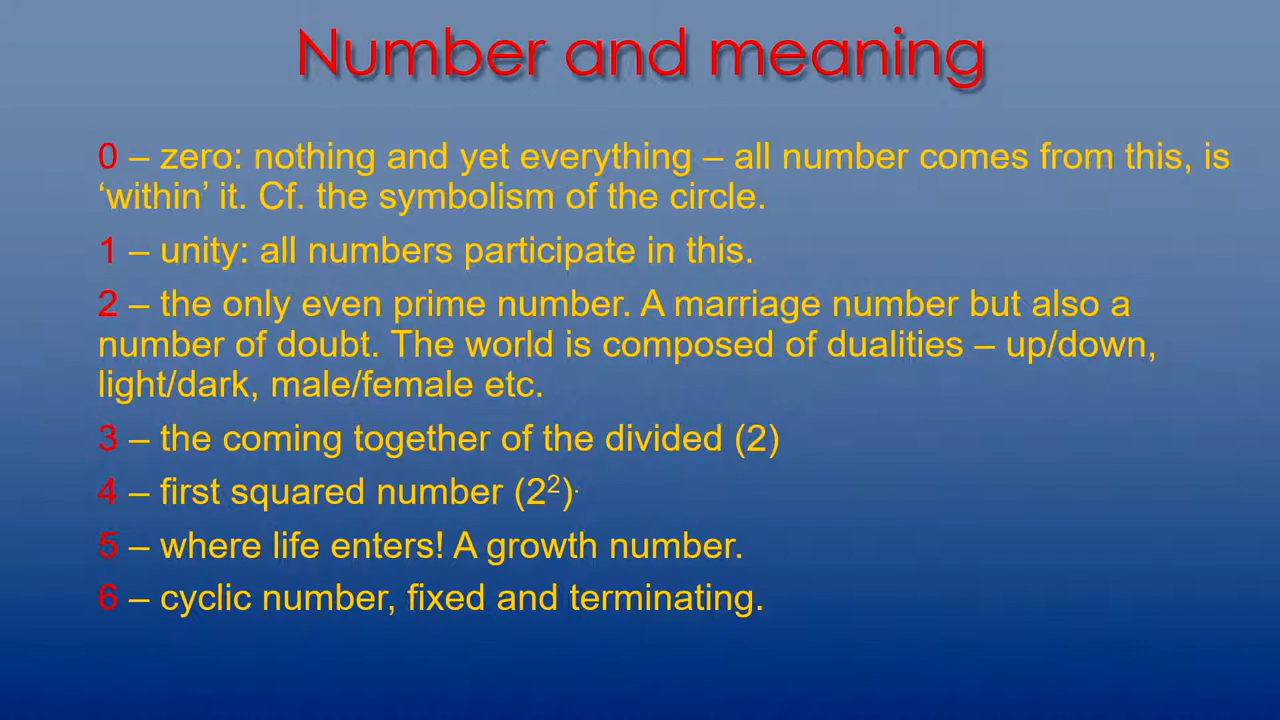 Number and meaning
0 – zero: nothing and yet everything – all number comes from this, is
‘within’ it. Cf. the symbolism of the circle.
1 – unity: all numbers participate in this.
2 – the only even prime number. A marriage number but also a
number of doubt. The world is composed of dualities – up/down,
light/dark, male/female etc.
3 – the coming together of the divided (2)
4 – first squared number (2²).
5 – where life enters! A growth number.
6 – cyclic number, fixed and terminating.